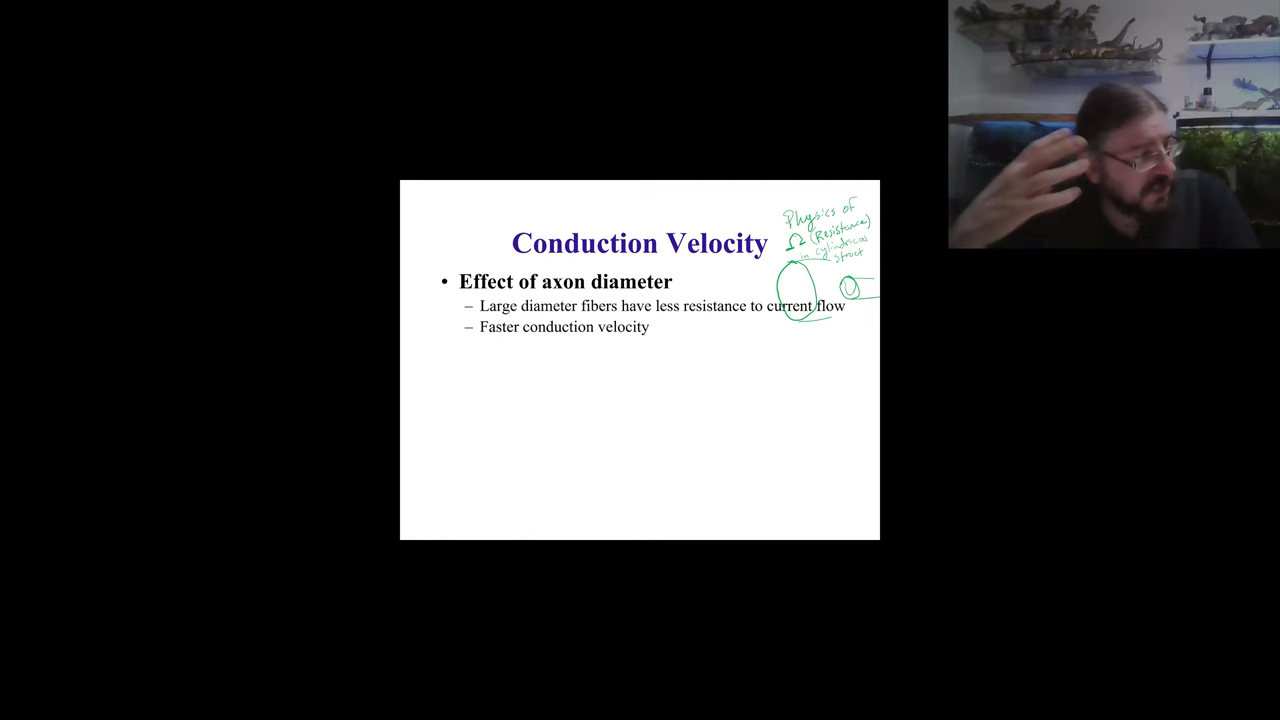 Physics of
Ω (Resistance)
in cylindrical
struct
Conduction Velocity
• Effect of axon diameter
– Large diameter fibers have less resistance to current flow
– Faster conduction velocity